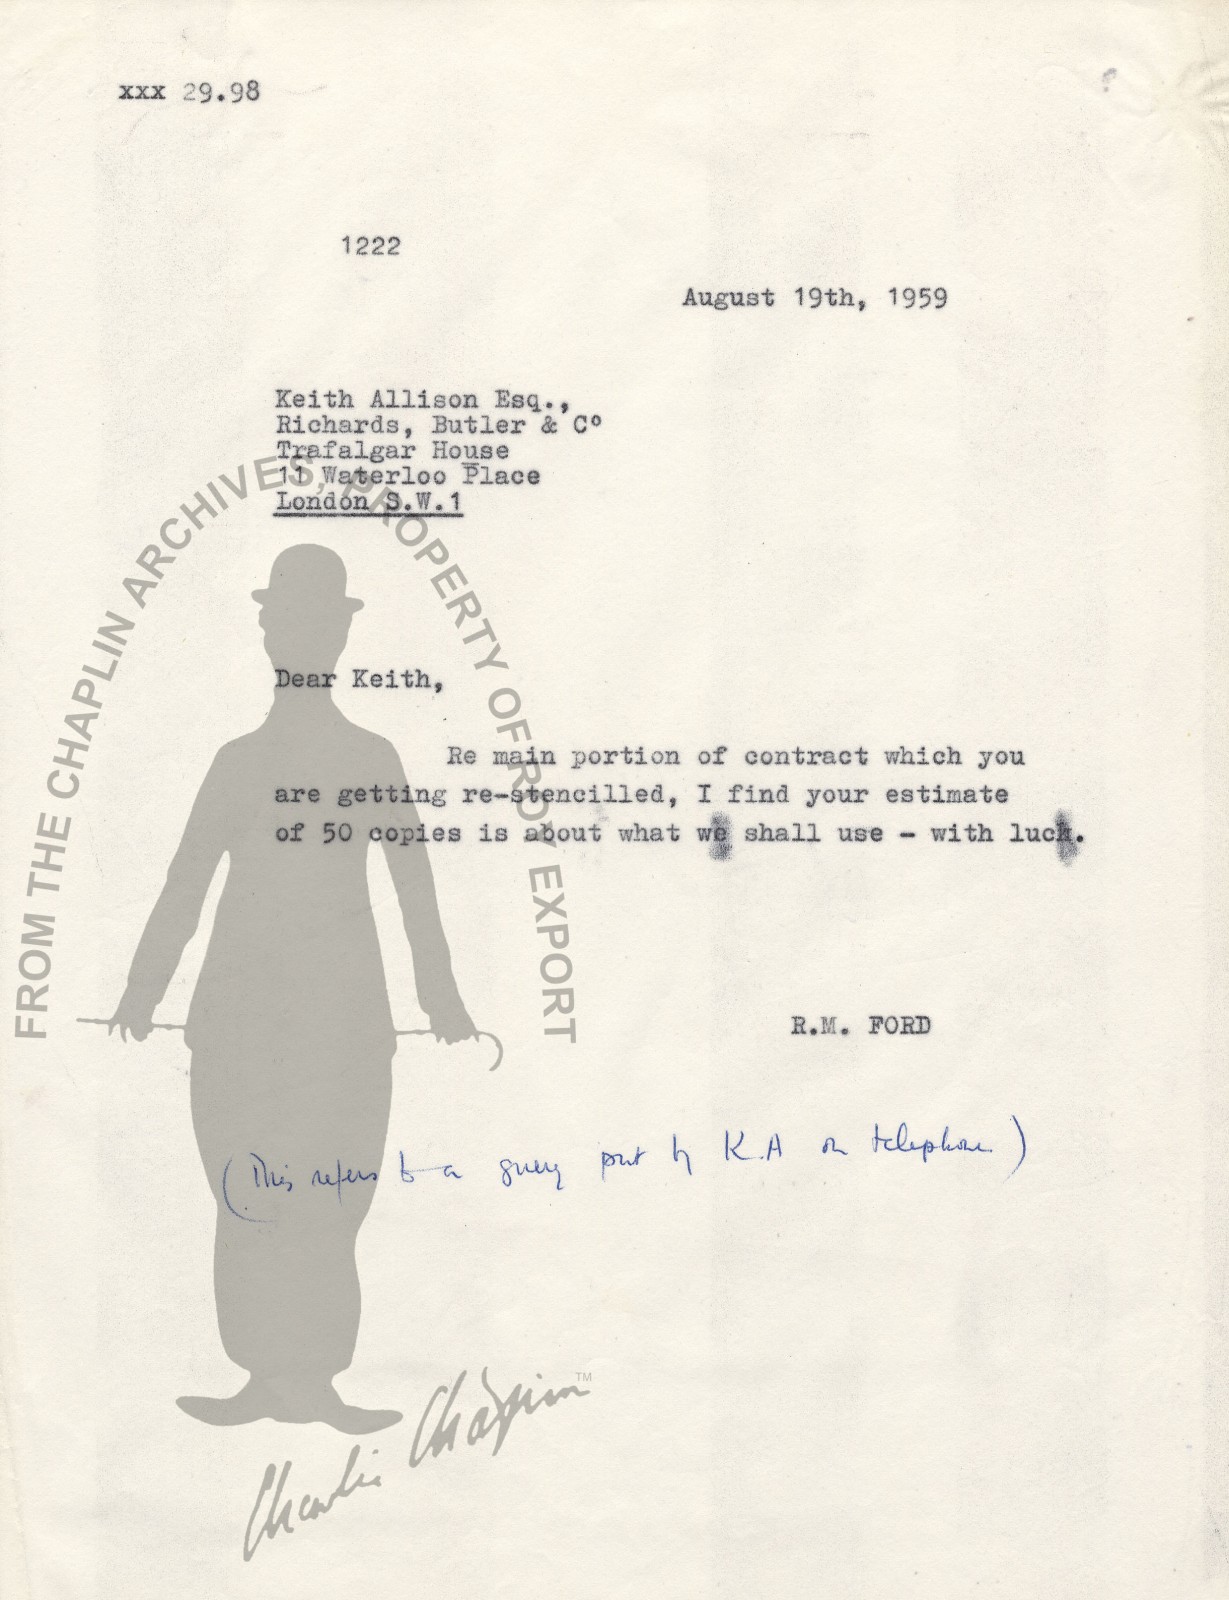 xxx 29.98
1222
August 19th, 1959
Keith Allison Esq.,
Richards, Butler & Cº
Trafalgar House
11 Waterloo Place
London S.W.1
Dear Keith,
Re main portion of contract which you
are getting re-stencilled, I find your estimate
of 50 copies is about what we shall use - with luck.
R.M. FORD
(This refers to a query put by K.A on telephone.)
FROM THE CHAPLIN ARCHIVES, PROPERTY OF ROY EXPORT
Charlie Chaplin TM